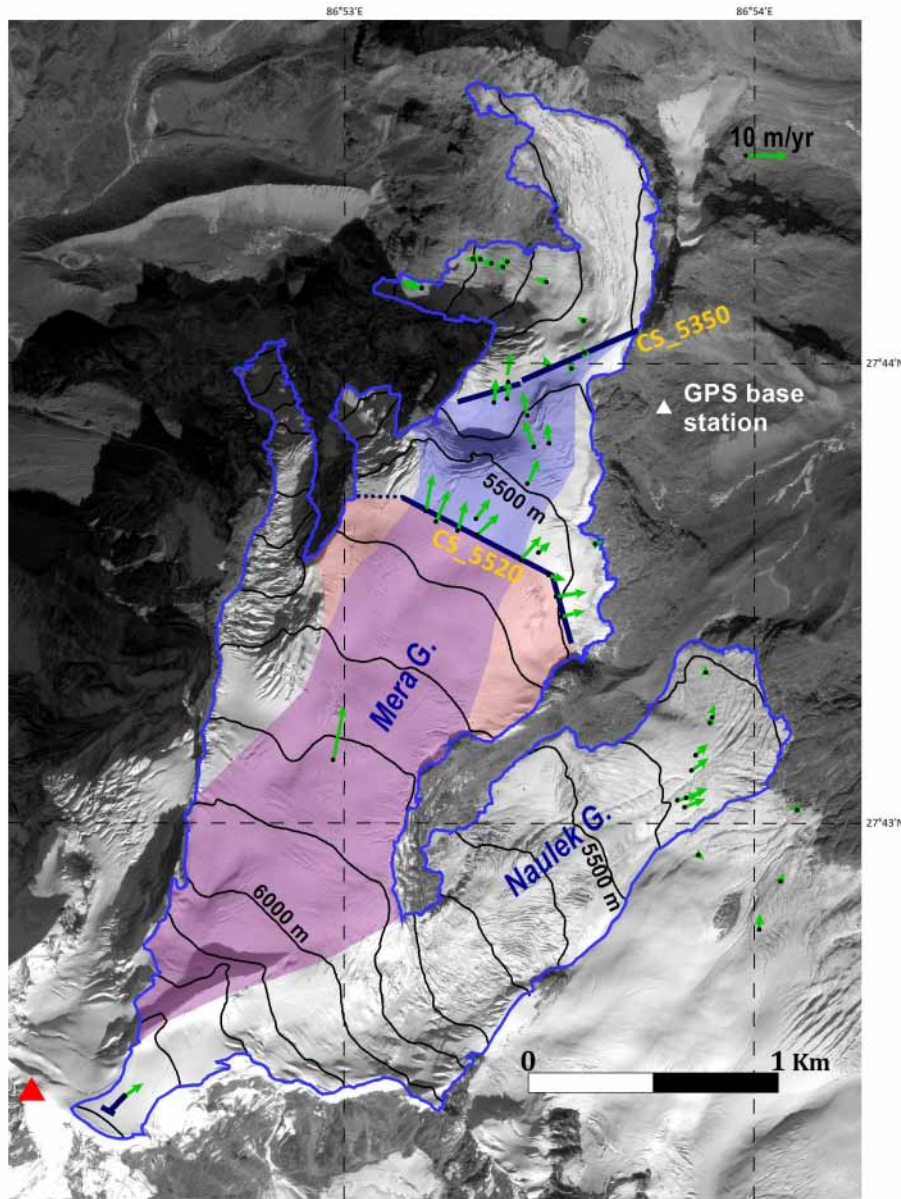 86°53'E
86°54'E
10 m/yr
CS_5350
27°44'N
GPS base
station
5500 m
CS_5520
Mera G.
27°43'N
Naulek G.
5500 m
6000 m
0
1 Km